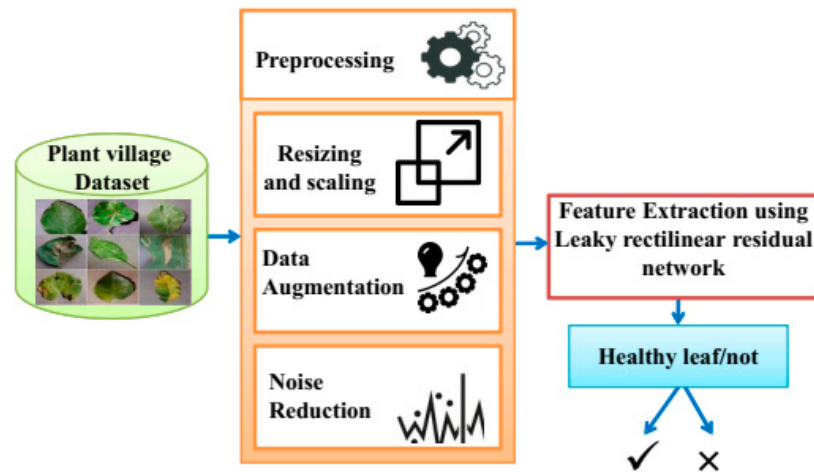 Plant village
Dataset
Preprocessing
Resizing
and scaling
Data
Augmentation
Noise
Reduction
Feature Extraction using
Leaky rectilinear residual
network
Healthy leaf/not